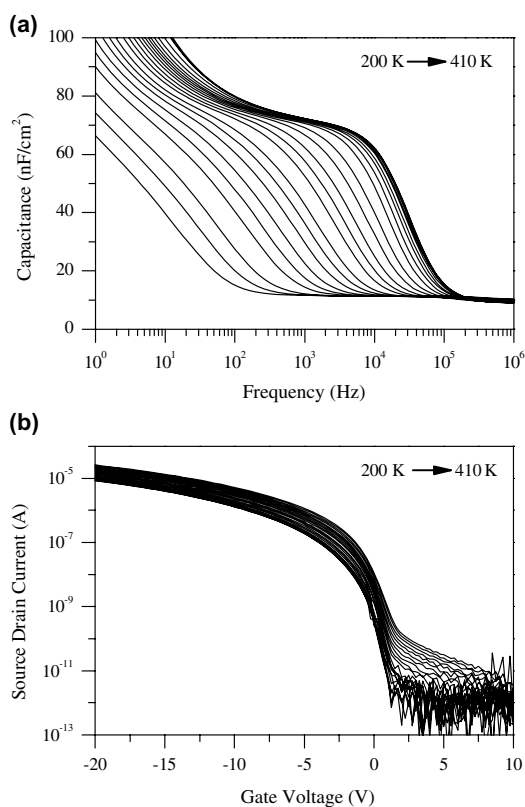 (a)
200 K → 410 K
100
80
60
40
20
0
Capacitance (nF/cm²)
10⁰ 10¹ 10² 10³ 10⁴ 10⁵ 10⁶
Frequency (Hz)
(b)
200 K → 410 K
10⁻⁵
10⁻⁷
10⁻⁹
10⁻¹¹
10⁻¹³
Source Drain Current (A)
-20 -15 -10 -5 0 5 10
Gate Voltage (V)